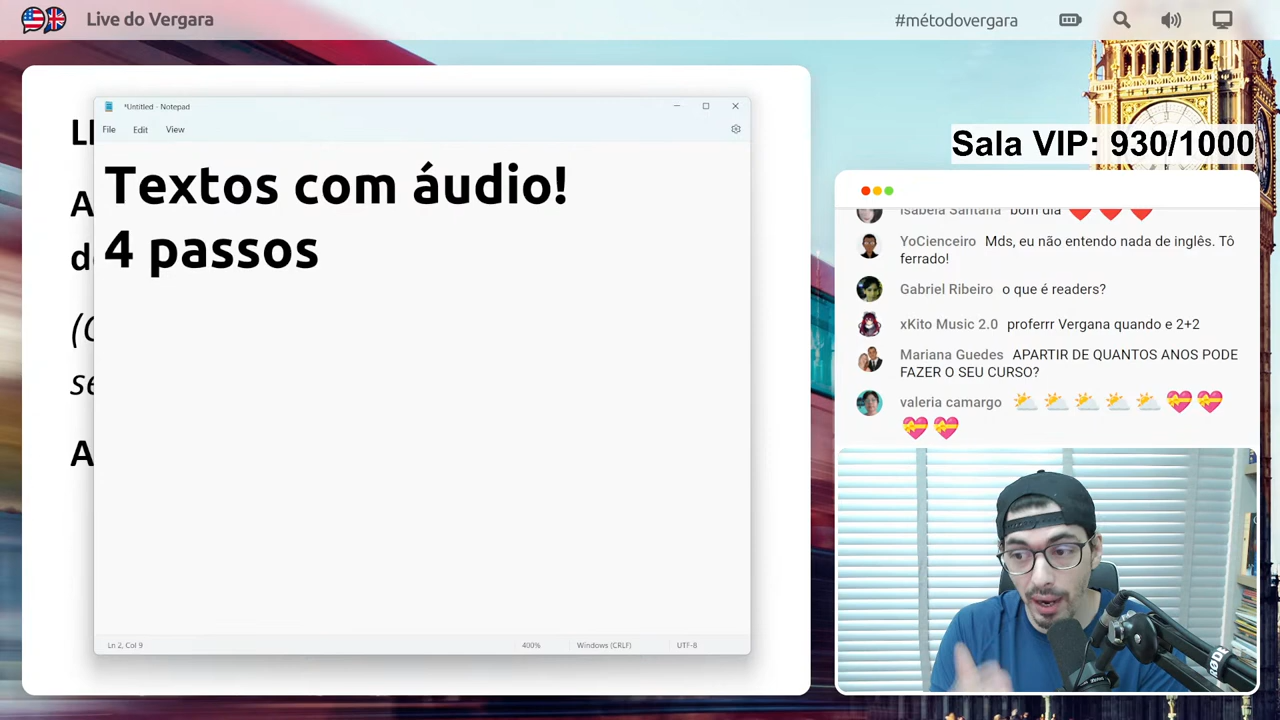 Live do Vergara
#métodovergara
Sala VIP: 930/1000
*Untitled - Notepad
File Edit View
Textos com áudio!
4 passos
Ln 2, Col 9
400%
Windows (CRLF)
UTF-8
Isabela Santana bom dia ❤️ ❤️ ❤️
YoCienceiro Mds, eu não entendo nada de inglês. Tô
ferrado!
Gabriel Ribeiro o que é readers?
xKito Music 2.0 proferrr Vergana quando e 2+2
Mariana Guedes APARTIR DE QUANTOS ANOS PODE
FAZER O SEU CURSO?
valeria camargo ⛅ ⛅ ⛅ ⛅ ⛅ 💝 💝
💝 💝
RØDE